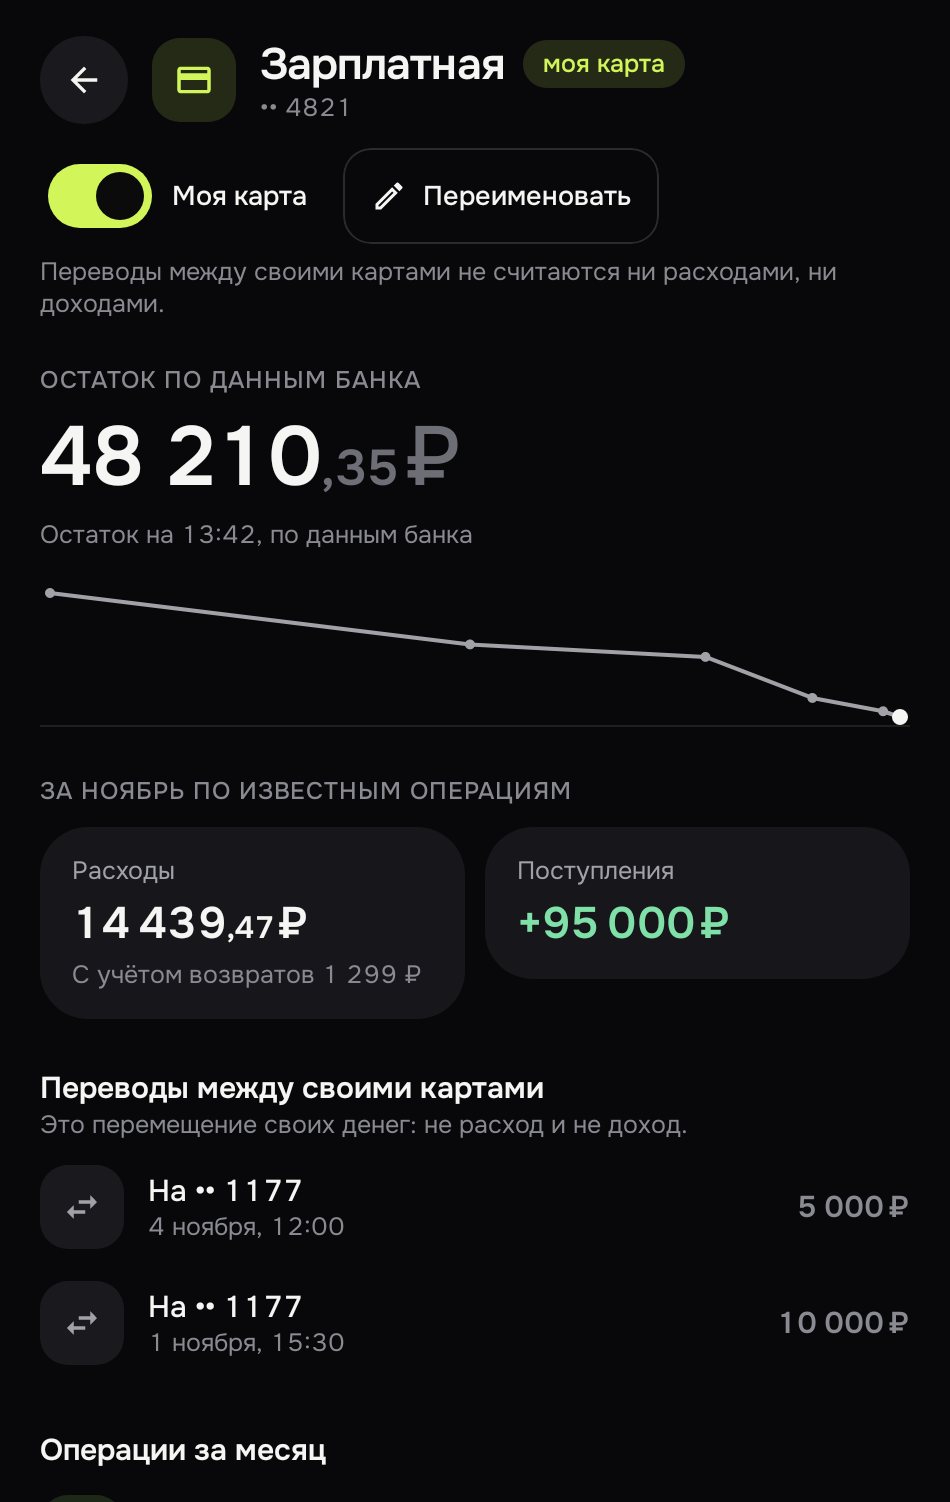 Зарплатная моя карта
•• 4821
Моя карта Переименовать
Переводы между своими картами не считаются ни расходами, ни
доходами.
ОСТАТОК ПО ДАННЫМ БАНКА
48 210,35 ₽
Остаток на 13:42, по данным банка
ЗА НОЯБРЬ ПО ИЗВЕСТНЫМ ОПЕРАЦИЯМ
Расходы
14 439,47 ₽
С учётом возвратов 1 299 ₽
Поступления
+95 000 ₽
Переводы между своими картами
Это перемещение своих денег: не расход и не доход.
На •• 1177
4 ноября, 12:00
5 000 ₽
На •• 1177
1 ноября, 15:30
10 000 ₽
Операции за месяц